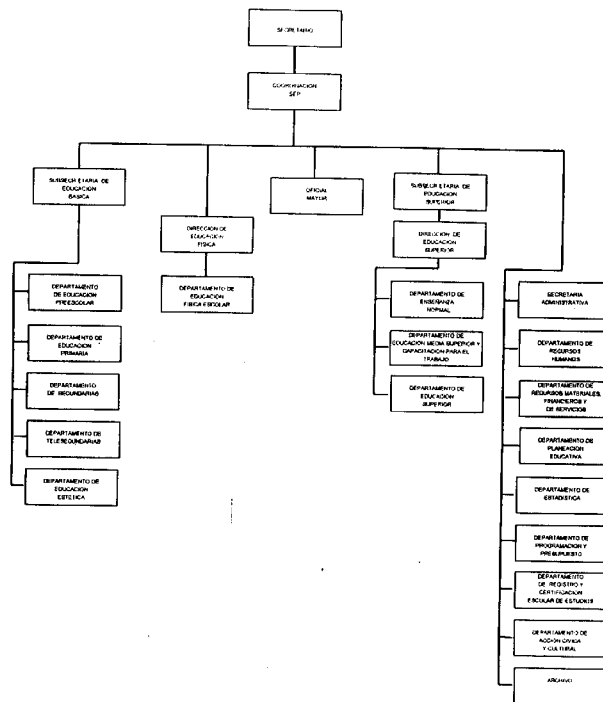 SECRETARIO
COORDINACION
SEP
SUBSECRETARIA DE
EDUCACION
BASICA
OFICIAL
MAYOR
SUBSECRETARIA DE
EDUCACION
SUPERIOR
DIRECCION DE
EDUCACION
FISICA
DIRECCION DE
EDUCACION
SUPERIOR
DEPARTAMENTO
DE EDUCACION
PREESCOLAR
DEPARTAMENTO DE
EDUCACION
PRIMARIA
DEPARTAMENTO
DE SECUNDARIAS
DEPARTAMENTO DE
TELESECUNDARIAS
DEPARTAMENTO DE
EDUCACION
ESTETICA
DEPARTAMENTO DE
EDUCACION
FISICA ESCOLAR
DEPARTAMENTO DE
ENSEÑANZA
NORMAL
DEPARTAMENTO DE
EDUCACION MEDIA SUPERIOR Y
CAPACITACION PARA EL
TRABAJO
DEPARTAMENTO DE
EDUCACION
SUPERIOR
SECRETARIA
ADMINISTRATIVA
DEPARTAMENTO DE
RECURSOS
HUMANOS
DEPARTAMENTO DE
RECURSOS MATERIALES,
FINANCIEROS Y
DE SERVICIOS
DEPARTAMENTO DE
PLANEACION
EDUCATIVA
DEPARTAMENTO DE
ESTADISTICA
DEPARTAMENTO DE
PROGRAMACION Y
PRESUPUESTO
DEPARTAMENTO
DE REGISTRO Y
CERTIFICACION
ESCOLAR DE ESTUDIOS
DEPARTAMENTO DE
ACCION CIVICA
Y CULTURAL
ARCHIVO